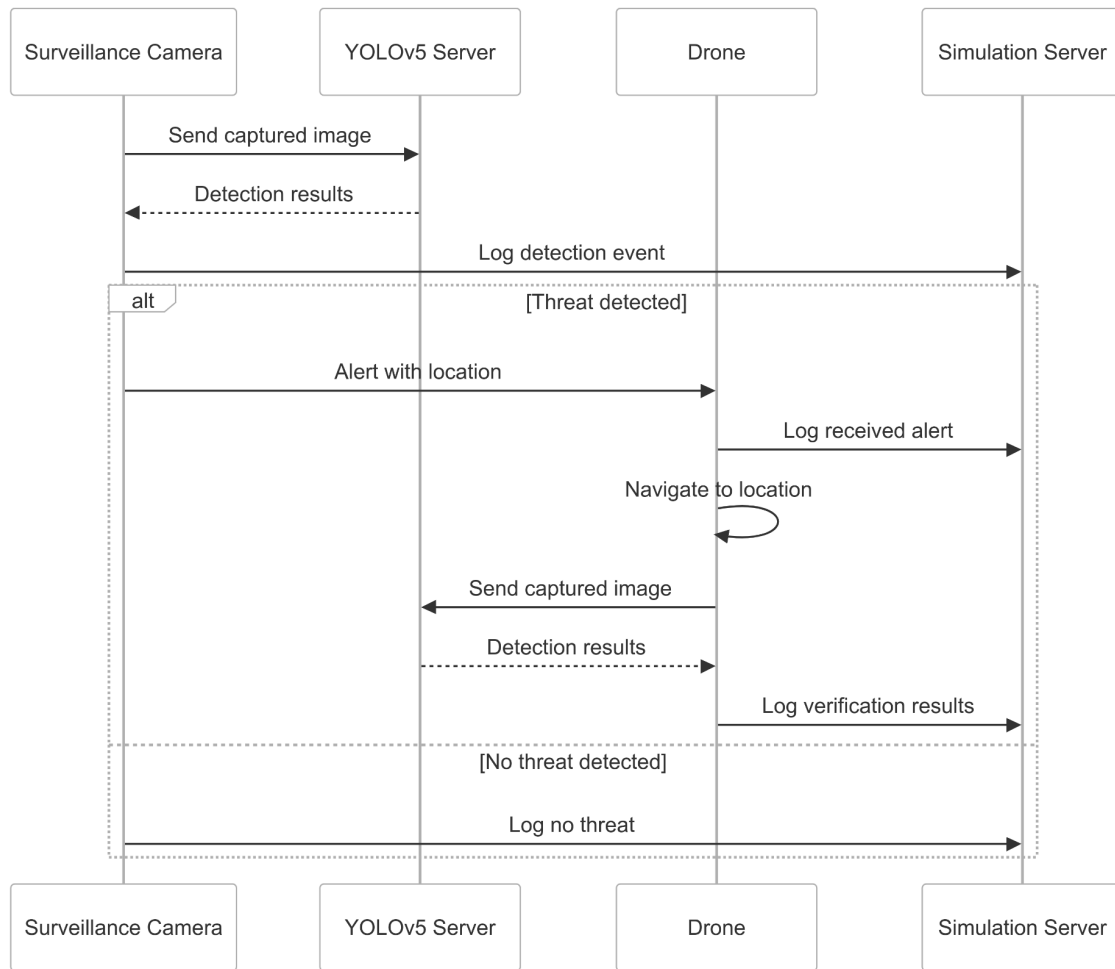 Surveillance Camera
YOLOv5 Server
Drone
Simulation Server
Send captured image
Detection results
Log detection event
alt
[Threat detected]
Alert with location
Log received alert
Navigate to location
Send captured image
Detection results
Log verification results
[No threat detected]
Log no threat
Surveillance Camera
YOLOv5 Server
Drone
Simulation Server